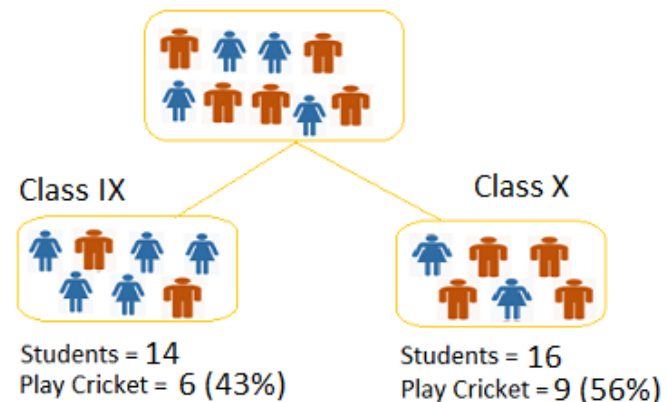 Class IX
Class X
Students = 14
Play Cricket = 6 (43%)
Students = 16
Play Cricket = 9 (56%)